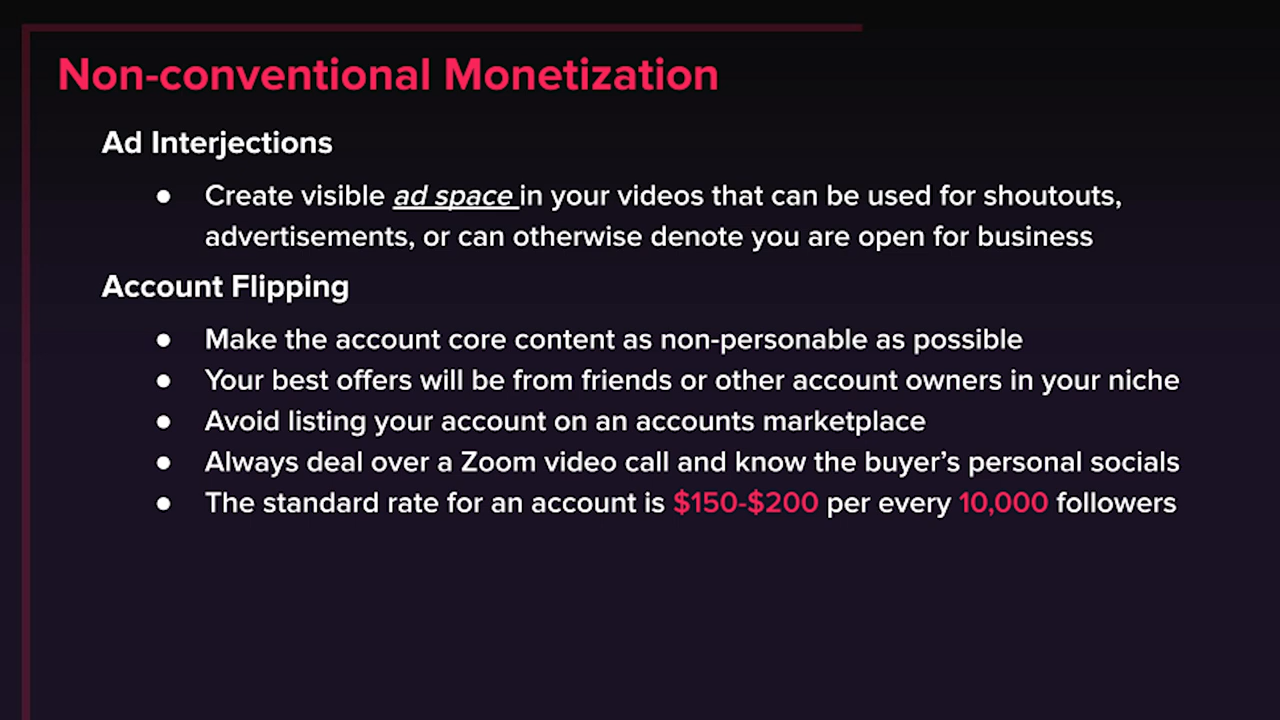 Non-conventional Monetization
Ad Interjections
● Create visible ad space in your videos that can be used for shoutouts,
advertisements, or can otherwise denote you are open for business
Account Flipping
● Make the account core content as non-personable as possible
● Your best offers will be from friends or other account owners in your niche
● Avoid listing your account on an accounts marketplace
● Always deal over a Zoom video call and know the buyer’s personal socials
● The standard rate for an account is $150-$200 per every 10,000 followers